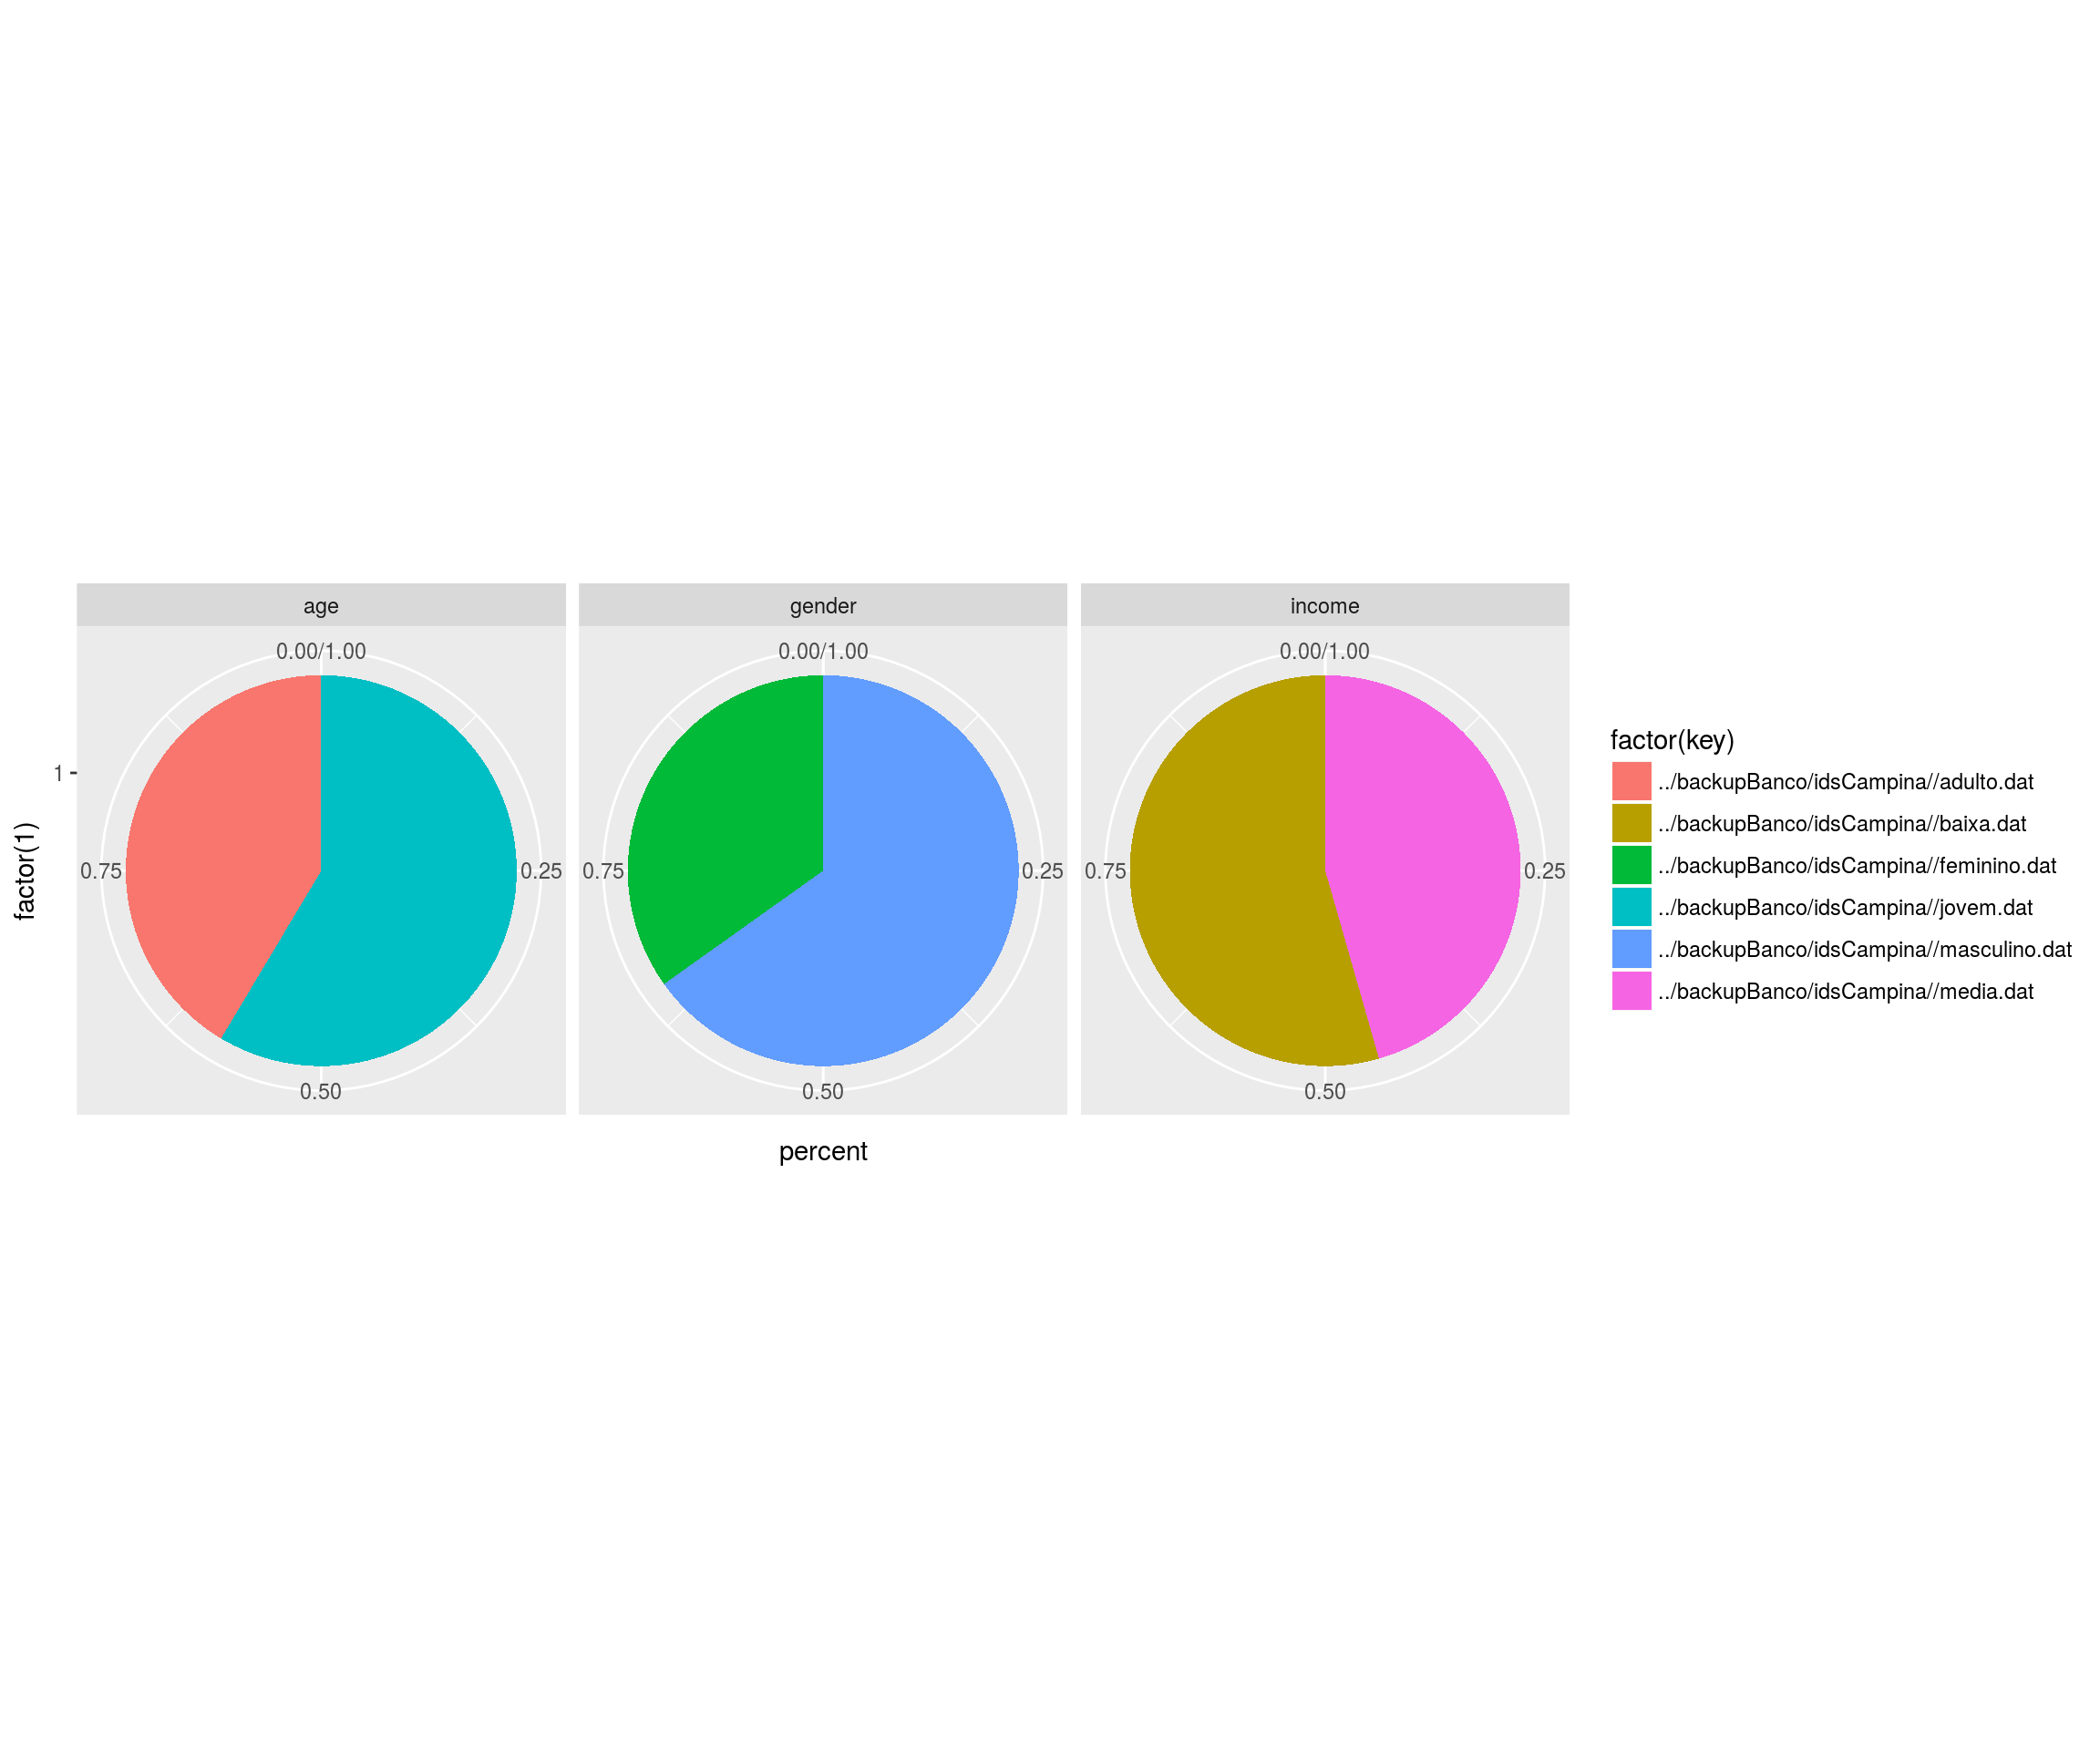 age
gender
income
0.00/1.00
0.00/1.00
0.00/1.00
0.75
0.25
0.75
0.25
0.75
0.25
0.50
0.50
0.50
1
factor(1)
percent
factor(key)
../backupBanco/idsCampina//adulto.dat
../backupBanco/idsCampina//baixa.dat
../backupBanco/idsCampina//feminino.dat
../backupBanco/idsCampina//jovem.dat
../backupBanco/idsCampina//masculino.dat
../backupBanco/idsCampina//media.dat